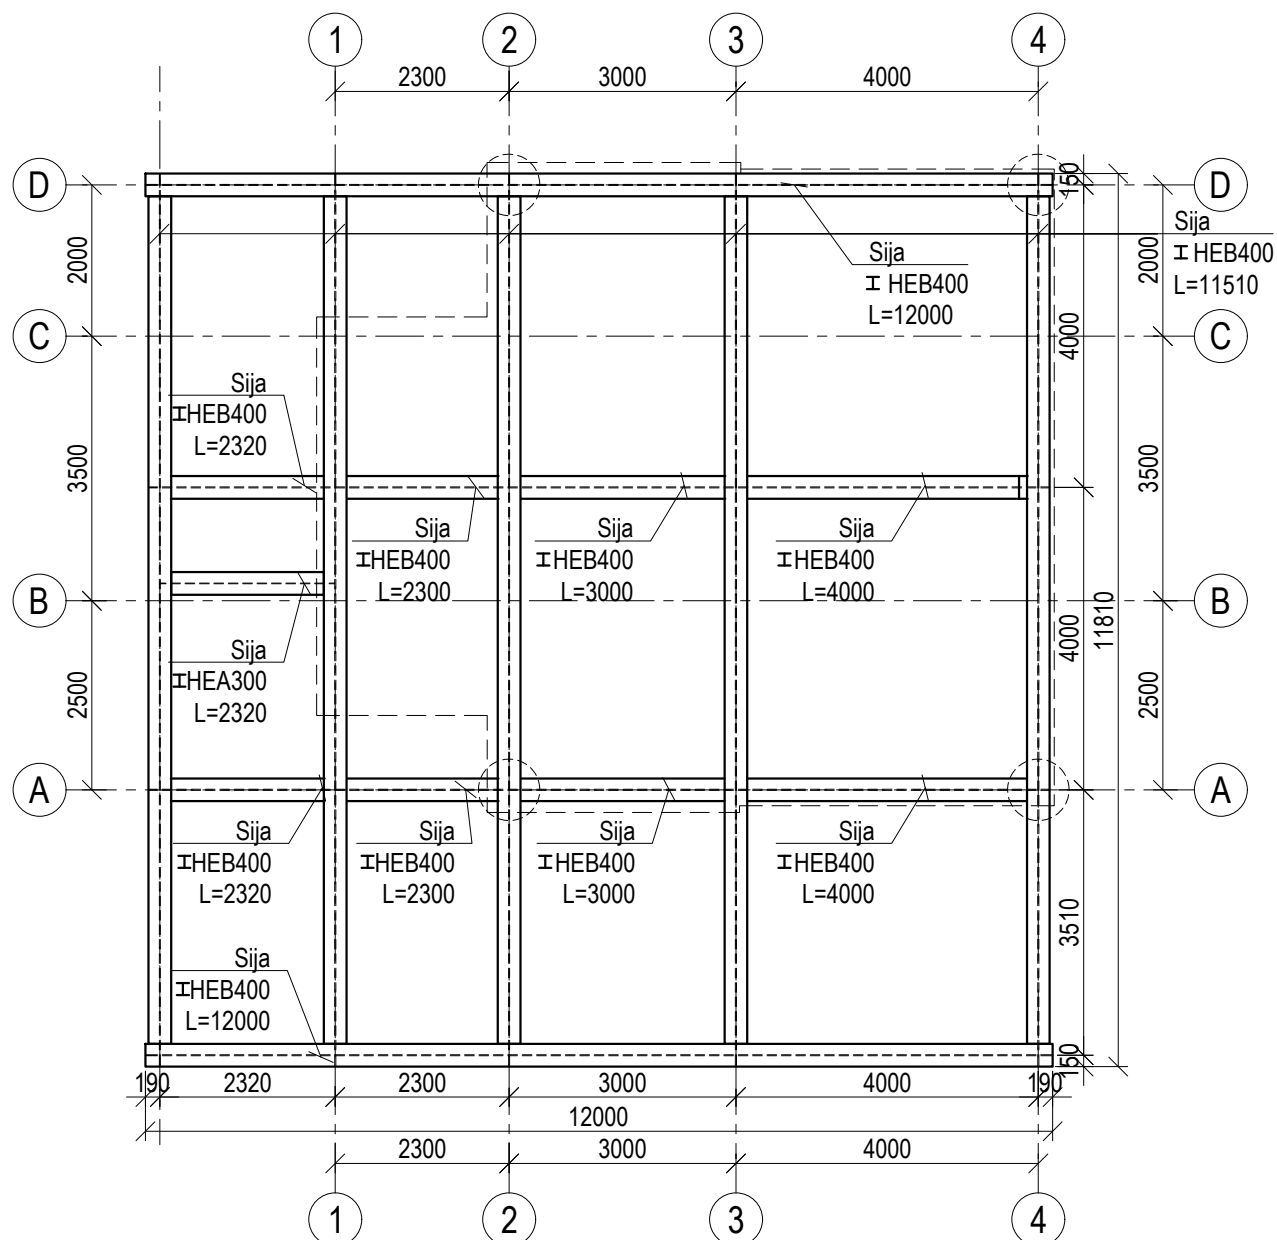 1 2 3 4
2300 3000 4000
D D
150
Sija
HEB400
L=11510
Sija
HEB400
L=12000
2000 2000
4000
C C
Sija
HEB400
L=2320
3500 3500
Sija Sija Sija
HEB400 HEB400 HEB400
L=2300 L=3000 L=4000
B B
4000
11810
Sija
HEA300
L=2320
2500 2500
A A
Sija Sija Sija Sija
HEB400 HEB400 HEB400 HEB400
L=2320 L=2300 L=3000 L=4000
3510
Sija
HEB400
L=12000
150
190 2320 2300 3000 4000 190
12000
2300 3000 4000
1 2 3 4